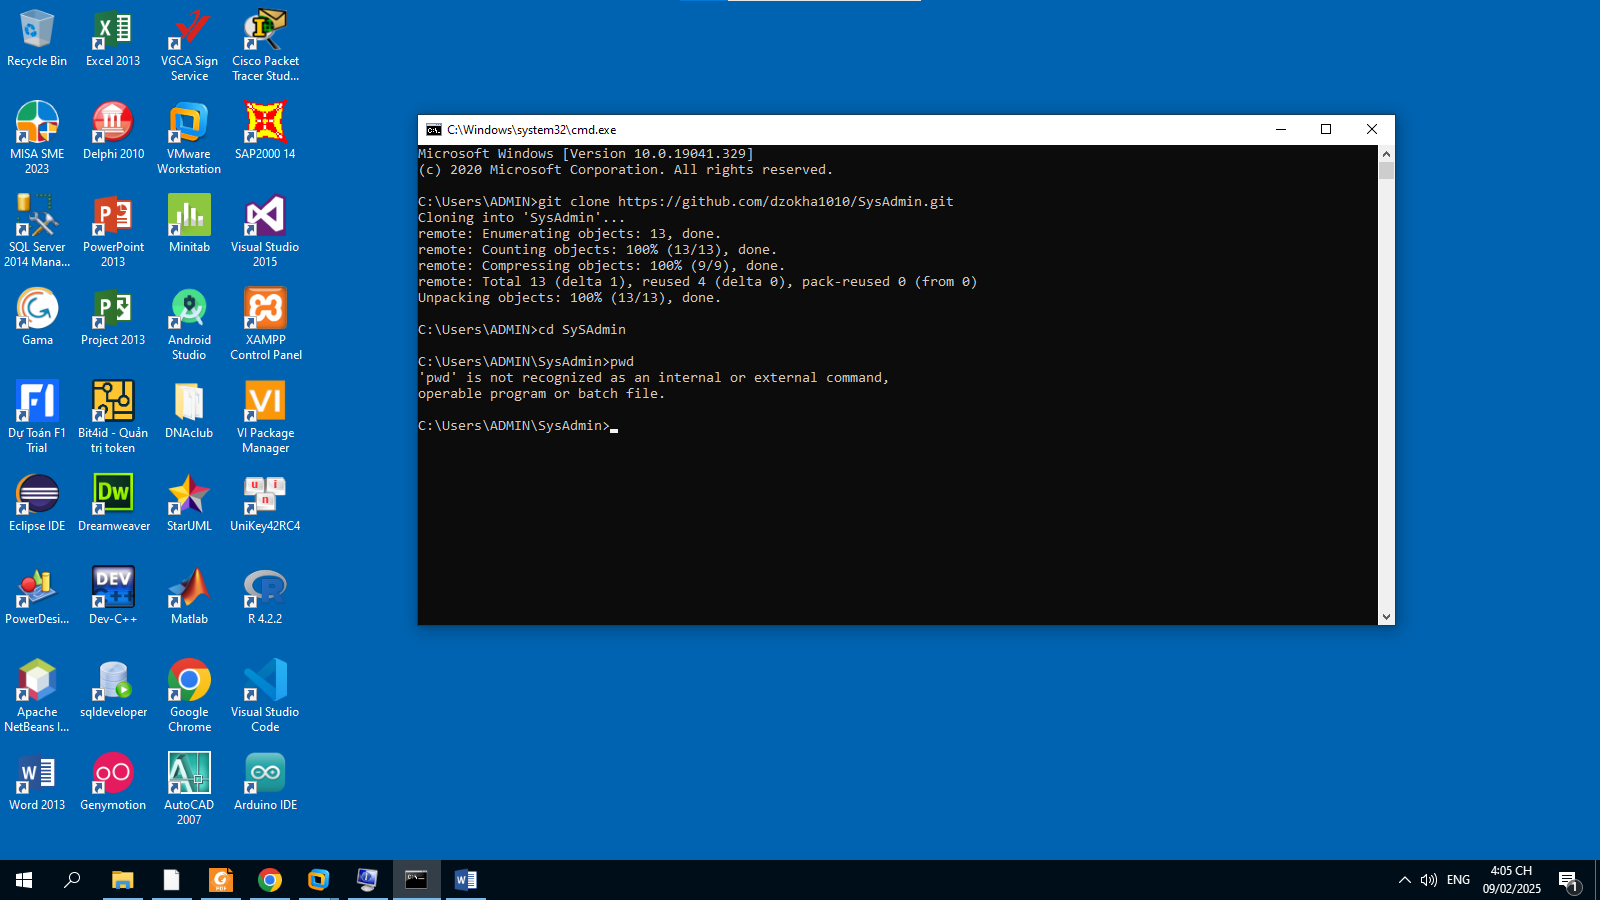 Recycle Bin
Excel 2013
VGCA Sign
Service
Cisco Packet
Tracer Stud...
MISA SME
2023
Delphi 2010
VMware
Workstation
SAP2000 14
SQL Server
2014 Mana...
PowerPoint
2013
Minitab
Visual Studio
2015
Gama
Project 2013
Android
Studio
XAMPP
Control Panel
Dự Toán F1
Trial
Bit4id - Quản
trị token
DNAclub
VI Package
Manager
Eclipse IDE
Dreamweaver
StarUML
UniKey42RC4
PowerDesi...
Dev-C++
Matlab
R 4.2.2
Apache
NetBeans I...
sqldeveloper
Google
Chrome
Visual Studio
Code
Word 2013
Genymotion
AutoCAD
2007
Arduino IDE
C:\Windows\system32\cmd.exe
Microsoft Windows [Version 10.0.19041.329]
(c) 2020 Microsoft Corporation. All rights reserved.
C:\Users\ADMIN>git clone https://github.com/dzokha1010/SysAdmin.git
Cloning into 'SysAdmin'...
remote: Enumerating objects: 13, done.
remote: Counting objects: 100% (13/13), done.
remote: Compressing objects: 100% (9/9), done.
remote: Total 13 (delta 1), reused 4 (delta 0), pack-reused 0 (from 0)
Unpacking objects: 100% (13/13), done.
C:\Users\ADMIN>cd SySAdmin
C:\Users\ADMIN\SysAdmin>pwd
'pwd' is not recognized as an internal or external command,
operable program or batch file.
C:\Users\ADMIN\SysAdmin>
ENG
4:05 CH
09/02/2025
1